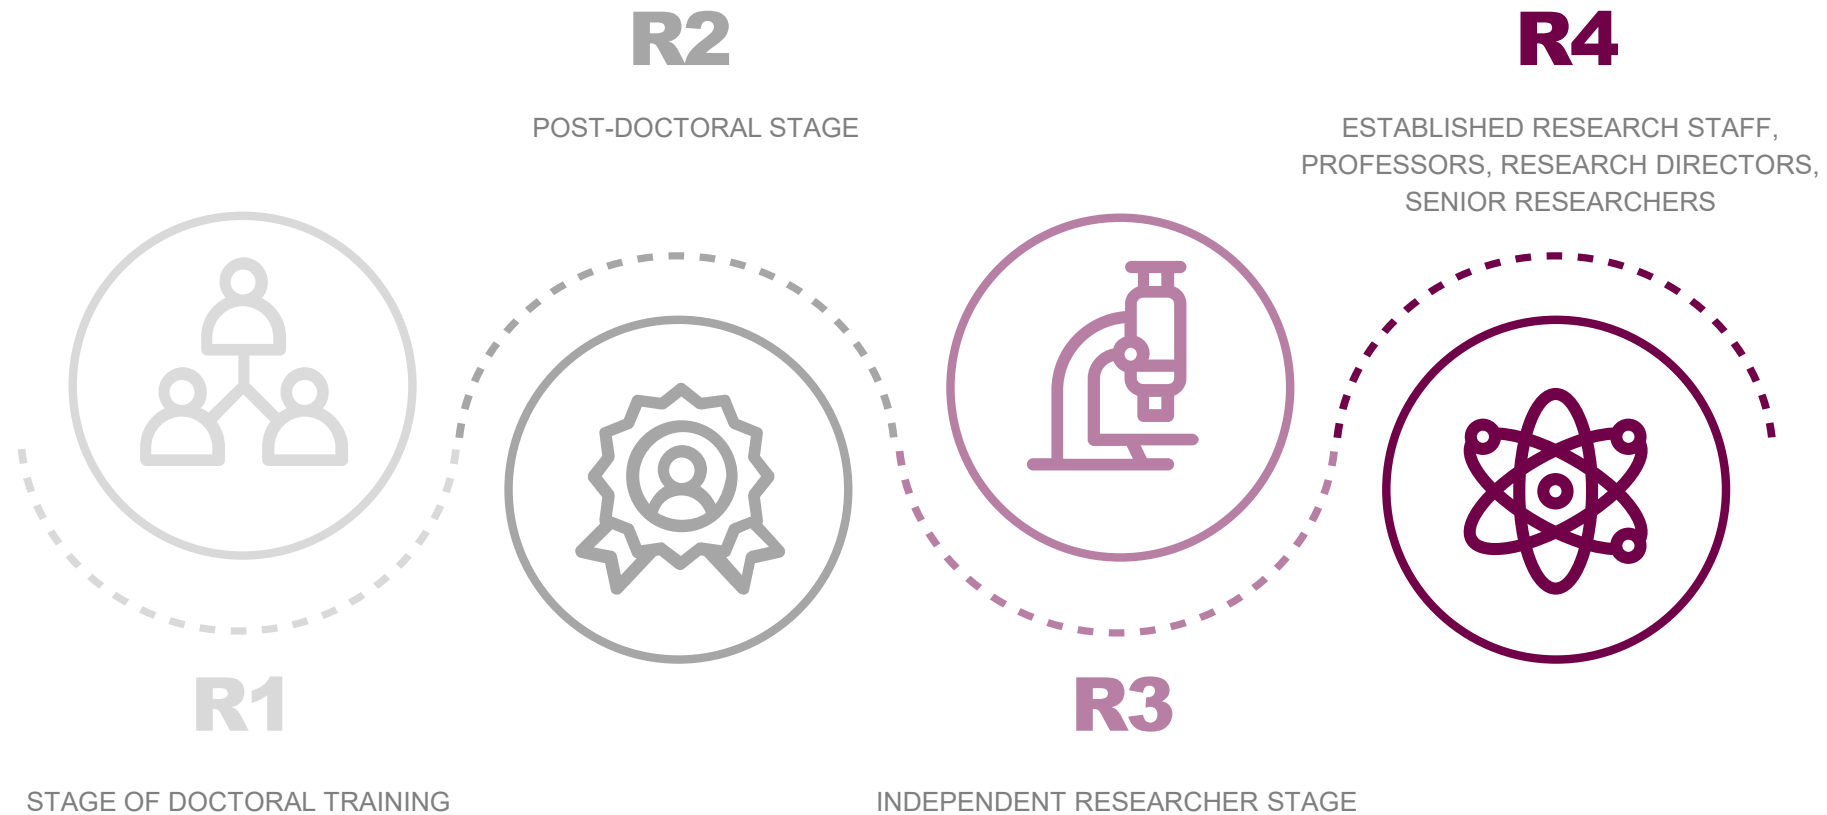 R2
POST-DOCTORAL STAGE
R4
ESTABLISHED RESEARCH STAFF,
PROFESSORS, RESEARCH DIRECTORS,
SENIOR RESEARCHERS
R1
STAGE OF DOCTORAL TRAINING
R3
INDEPENDENT RESEARCHER STAGE